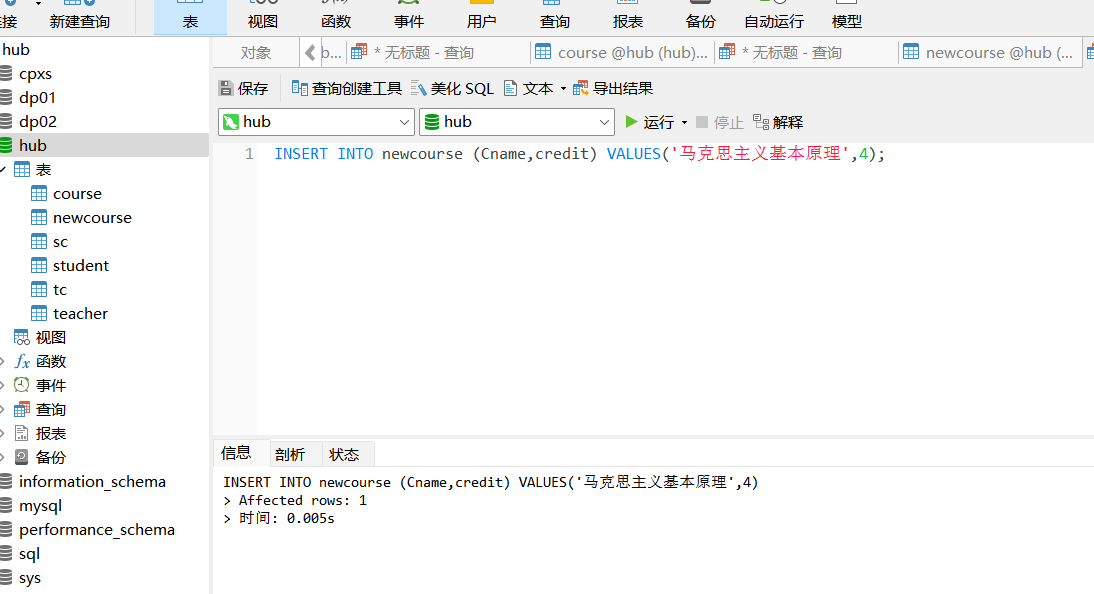 接 新建查询 表 视图 函数 事件 用户 查询 报表 备份 自动运行 模型
hub
cpxs
dp01
dp02
hub
表
course
newcourse
sc
student
tc
teacher
视图
函数
事件
查询
报表
备份
information_schema
mysql
performance_schema
sql
sys
对象 b... * 无标题 - 查询 course @hub (hub)... * 无标题 - 查询 newcourse @hub (...
保存 查询创建工具 美化 SQL 文本 导出结果
hub hub 运行 停止 解释
1 INSERT INTO newcourse (Cname,credit) VALUES('马克思主义基本原理',4);
信息 剖析 状态
INSERT INTO newcourse (Cname,credit) VALUES('马克思主义基本原理',4)
> Affected rows: 1
> 时间: 0.005s